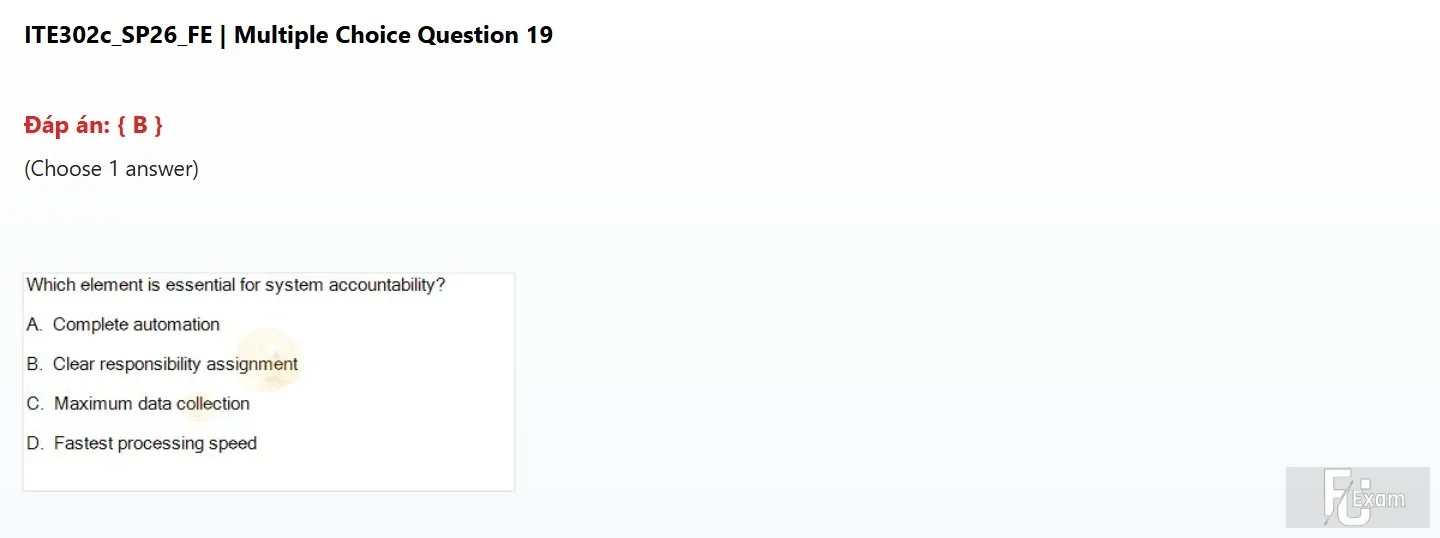 ITE302c_SP26_FE | Multiple Choice Question 19
Đáp án: { B }
(Choose 1 answer)
Which element is essential for system accountability?
A. Complete automation
B. Clear responsibility assignment
C. Maximum data collection
D. Fastest processing speed
FU Exam